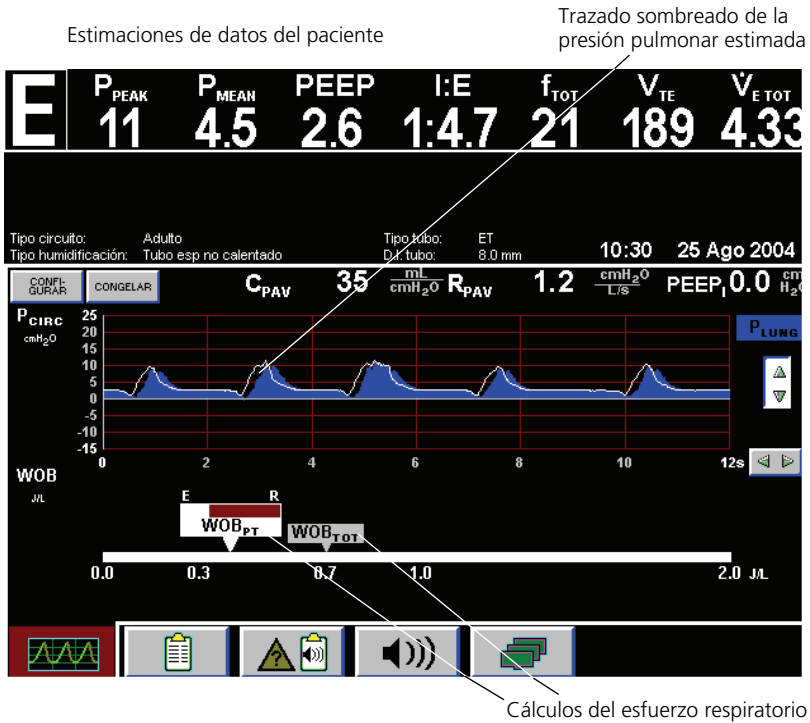 Trazado sombreado de la
presión pulmonar estimada
Estimaciones de datos del paciente
E
PPEAK PMEAN PEEP I:E fTOT VTE V̇E TOT
11 4.5 2.6 1:4.7 21 189 4.33
Tipo circuito: Adulto Tipo tubo: ET
Tipo humidificación: Tubo esp no calentado D.I. tubo: 8.0 mm 10:30 25 Ago 2004
CONFI-
GURAR
CONGELAR
CPAV 35 mL/cmH2O RPAV 1.2 cmH2O/L/s PEEPI 0.0 cm H2
PCIRC
cmH2O
25
20
15
10
5
0
-5
-10
-15
PLUNG
0 2 4 6 8 10 12s
WOB
J/L
E R
WOBPT WOBTOT
0.0 0.3 0.7 1.0 2.0 J/L
?
Cálculos del esfuerzo respiratorio